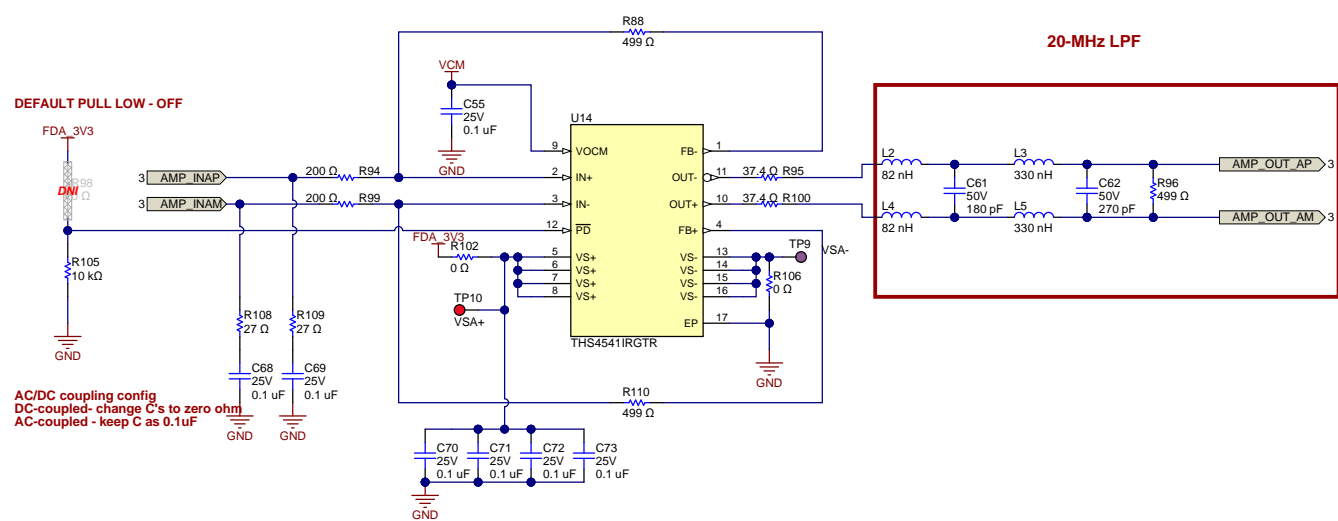 R88
499 Ω
20-MHz LPF
VCM
DEFAULT PULL LOW - OFF
C55
25V
0.1 uF
GND
FDA_3V3
DNI
R98
0 Ω
3 AMP_INAP
3 AMP_INAM
200 Ω R94
200 Ω R99
U14
9 VOCM
2 IN+
3 IN-
12 PD
5 VS+
6 VS+
7 VS+
8 VS+
FB- 1
OUT- 11
OUT+ 10
FB+ 4
VS- 13
VS- 14
VS- 15
VS- 16
EP 17
THS4541IRGTR
37.4 Ω R95
37.4 Ω R100
L2
82 nH
L3
330 nH
L4
82 nH
L5
330 nH
C61
50V
180 pF
C62
50V
270 pF
R96
499 Ω
AMP_OUT_AP 3
AMP_OUT_AM 3
FDA_3V3
R102
0 Ω
TP9
VSA-
R106
0 Ω
GND
TP10
VSA+
R105
10 kΩ
GND
R108
27 Ω
R109
27 Ω
C68
25V
0.1 uF
GND
C69
25V
0.1 uF
GND
AC/DC coupling config
DC-coupled- change C's to zero ohm
AC-coupled - keep C as 0.1uF
R110
499 Ω
C70
25V
0.1 uF
C71
25V
0.1 uF
C72
25V
0.1 uF
C73
25V
0.1 uF
GND